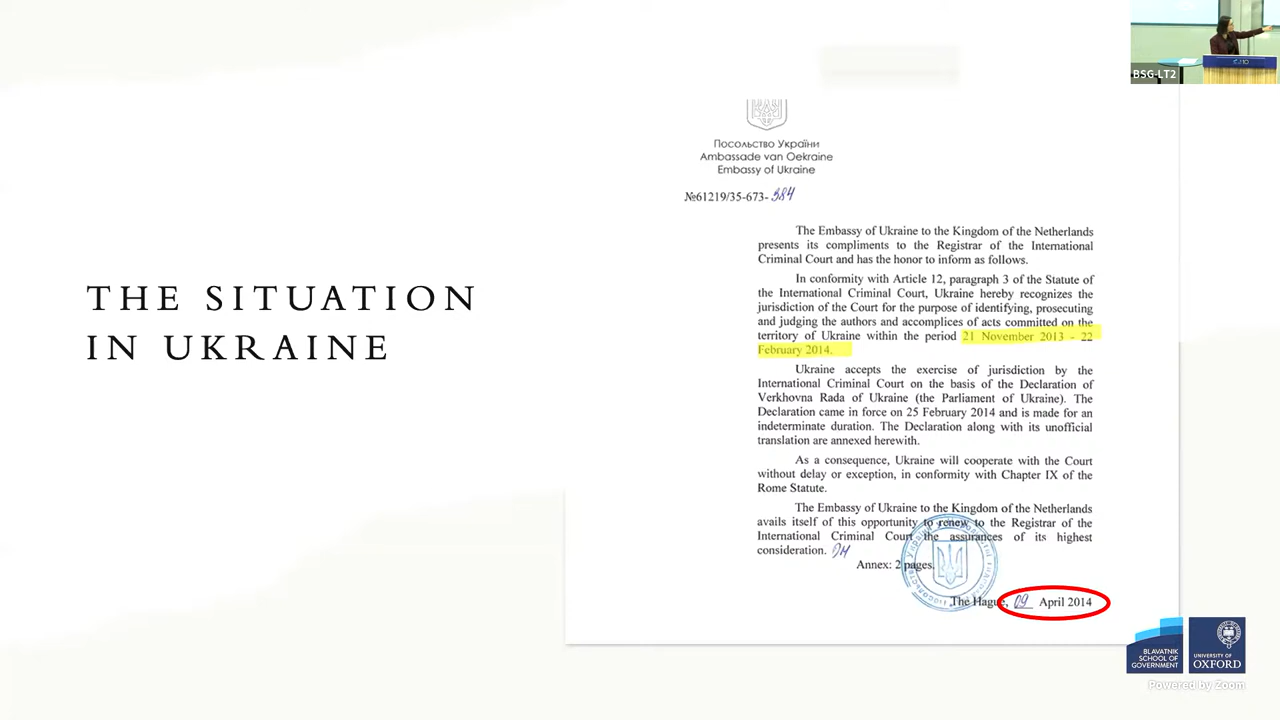 BSG-LT2
THE SITUATION
IN UKRAINE
Посольство України
Ambassade van Oekraine
Embassy of Ukraine
№61219/35-673-384
The Embassy of Ukraine to the Kingdom of the Netherlands
presents its compliments to the Registrar of the International
Criminal Court and has the honor to inform as follows.
In conformity with Article 12, paragraph 3 of the Statute of
the International Criminal Court, Ukraine hereby recognizes the
jurisdiction of the Court for the purpose of identifying, prosecuting
and judging the authors and accomplices of acts committed on the
territory of Ukraine within the period 21 November 2013 - 22
February 2014.
Ukraine accepts the exercise of jurisdiction by the
International Criminal Court on the basis of the Declaration of
Verkhovna Rada of Ukraine (the Parliament of Ukraine). The
Declaration came in force on 25 February 2014 and is made for an
indeterminate duration. The Declaration along with its unofficial
translation are annexed herewith.
As a consequence, Ukraine will cooperate with the Court
without delay or exception, in conformity with Chapter IX of the
Rome Statute.
The Embassy of Ukraine to the Kingdom of the Netherlands
avails itself of this opportunity to renew to the Registrar of the
International Criminal Court the assurances of its highest
consideration.
Annex: 2 pages.
The Hague, 09 April 2014
BLAVATNIK
SCHOOL OF
GOVERNMENT
UNIVERSITY OF
OXFORD
Powered by Zoom